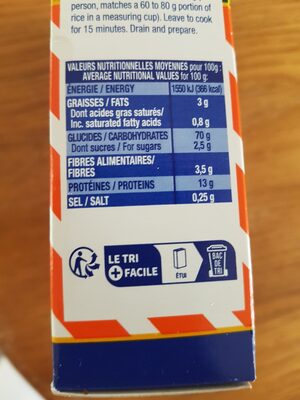 person, matches a 60 to 80 g portion of
rice in a measuring cup). Leave to cook
for 15 minutes. Drain and prepare.
VALEURS NUTRITIONNELLES MOYENNES pour 100g :
AVERAGE NUTRITIONAL VALUES for 100 g:
ÉNERGIE / ENERGY 1550 kJ (366 kcal)
GRAISSES / FATS 3 g
Dont acides gras saturés/
Inc. saturated fatty acids 0,8 g
GLUCIDES / CARBOHYDRATES 70 g
Dont sucres / For sugars 2,5 g
FIBRES ALIMENTAIRES/
FIBRES 3,5 g
PROTÉINES / PROTEINS 13 g
SEL / SALT 0,25 g
LE TRI
+ FACILE
ÉTUI
BAC
DE
TRI